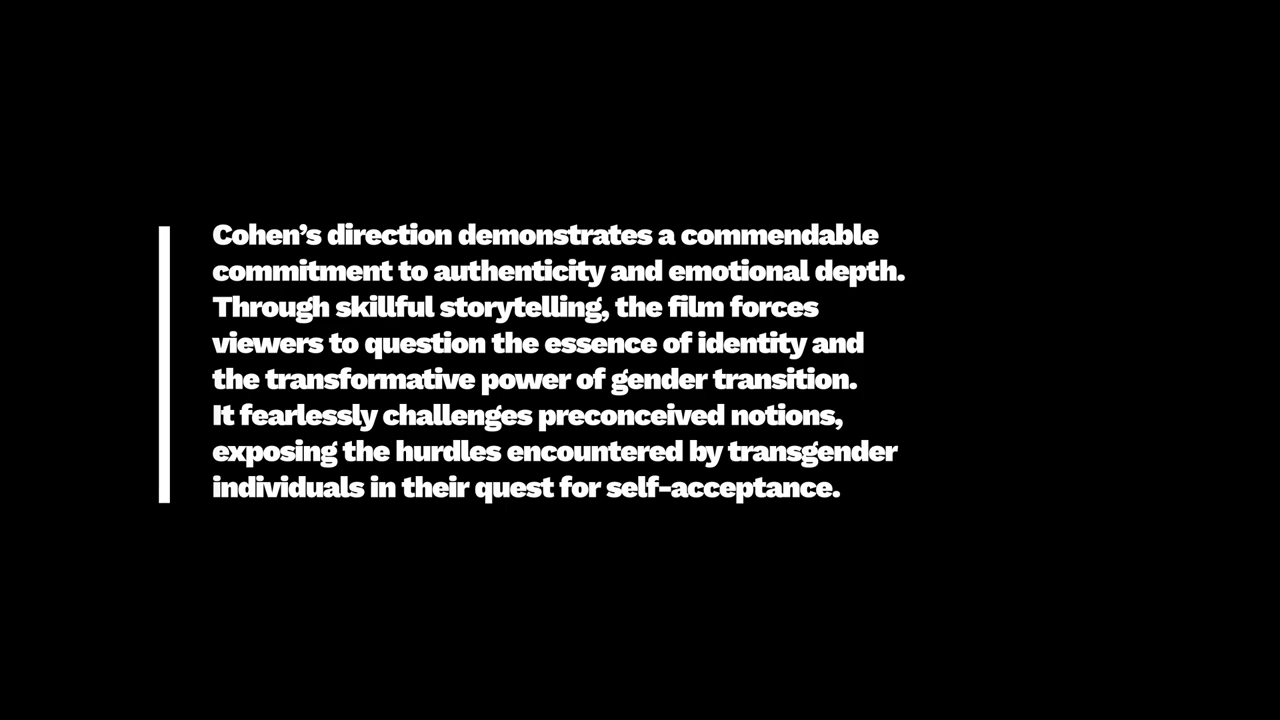 Cohen’s direction demonstrates a commendable
commitment to authenticity and emotional depth.
Through skillful storytelling, the film forces
viewers to question the essence of identity and
the transformative power of gender transition.
It fearlessly challenges preconceived notions,
exposing the hurdles encountered by transgender
individuals in their quest for self-acceptance.